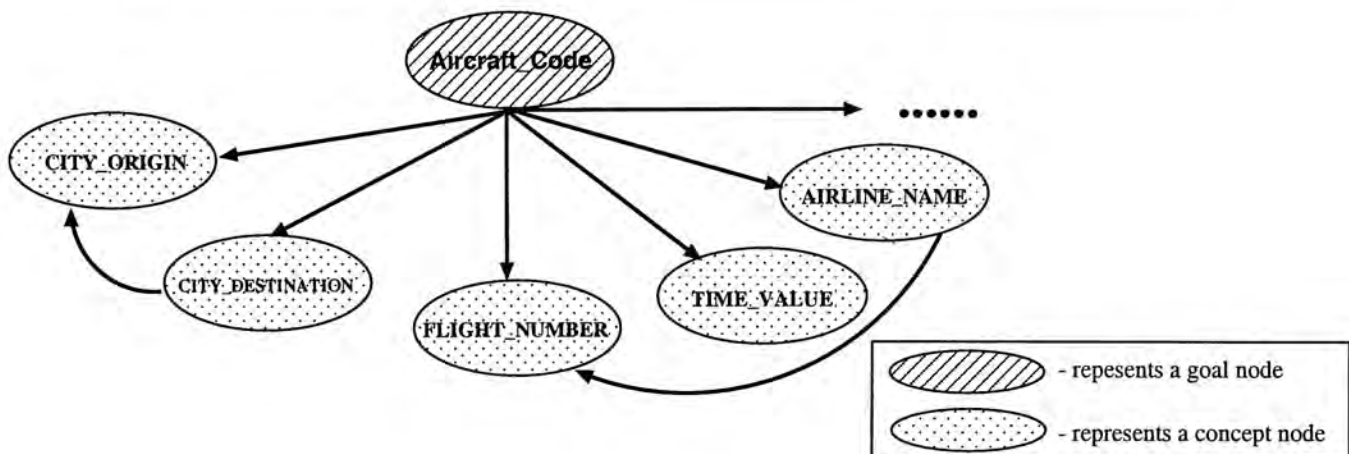 Aircraft_Code
......
CITY_ORIGIN
AIRLINE_NAME
CITY_DESTINATION
TIME_VALUE
FLIGHT_NUMBER
- repesents a goal node
- represents a concept node